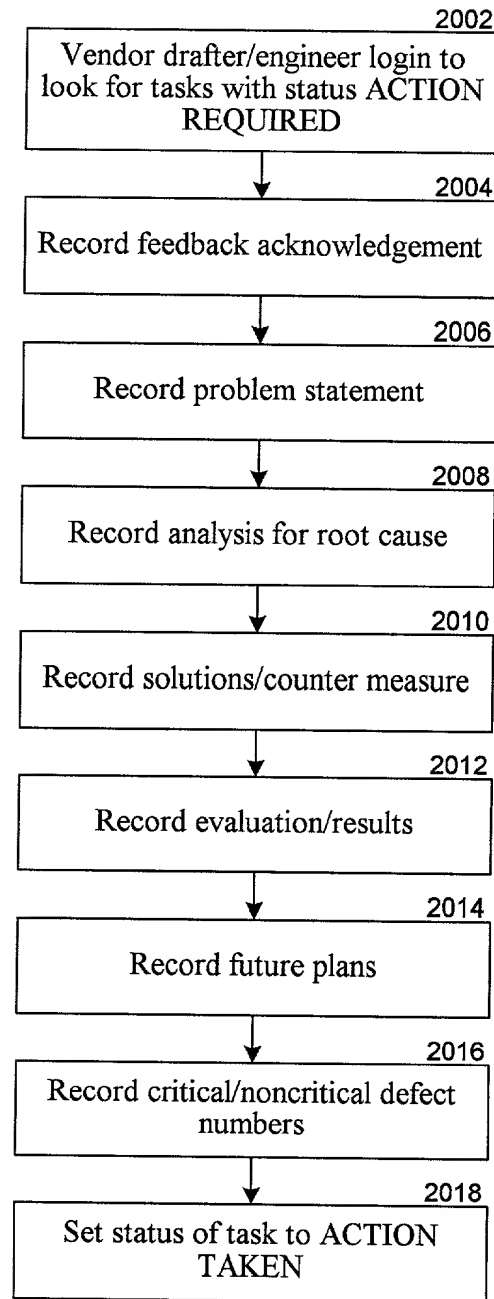 2002
Vendor drafter/engineer login to
look for tasks with status ACTION
REQUIRED
2004
Record feedback acknowledgement
2006
Record problem statement
2008
Record analysis for root cause
2010
Record solutions/counter measure
2012
Record evaluation/results
2014
Record future plans
2016
Record critical/noncritical defect
numbers
2018
Set status of task to ACTION
TAKEN